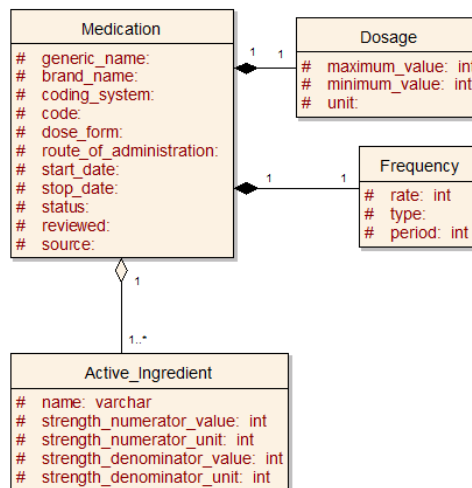 Medication
# generic_name:
# brand_name:
# coding_system:
# code:
# dose_form:
# route_of_administration:
# start_date:
# stop_date:
# status:
# reviewed:
# source:
1 1
Dosage
# maximum_value: int
# minimum_value: int
# unit:
1 1
Frequency
# rate: int
# type:
# period: int
1
1..*
Active_Ingredient
# name: varchar
# strength_numerator_value: int
# strength_numerator_unit: int
# strength_denominator_value: int
# strength_denominator_unit: int